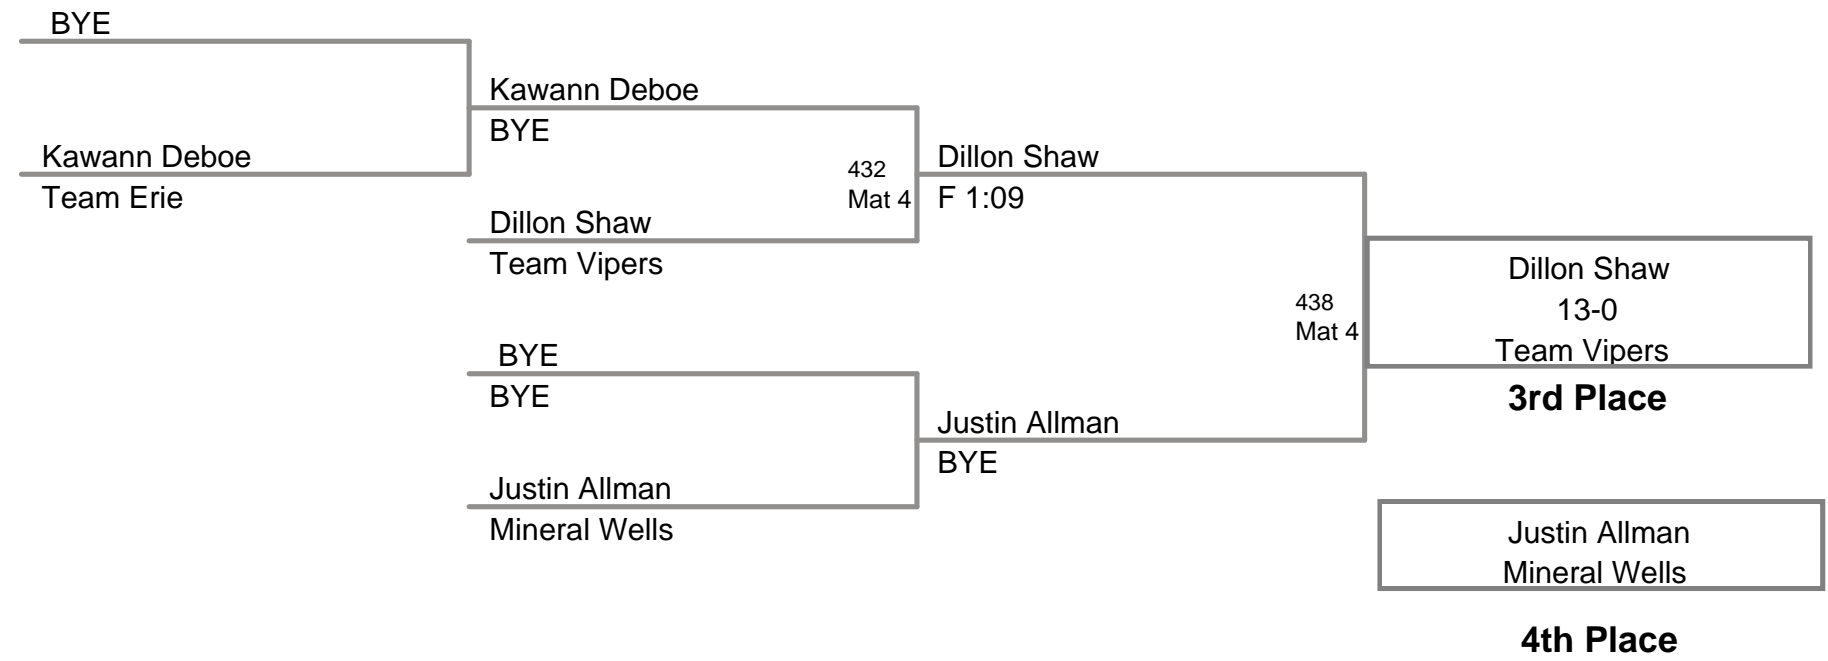 BYE
Kawann Deboe
Team Erie
Kawann Deboe
BYE
Dillon Shaw
Team Vipers
BYE
BYE
Justin Allman
Mineral Wells
432
Mat 4
Dillon Shaw
F 1:09
Justin Allman
BYE
438
Mat 4
Dillon Shaw
13-0
Team Vipers
3rd Place
Justin Allman
Mineral Wells
4th Place